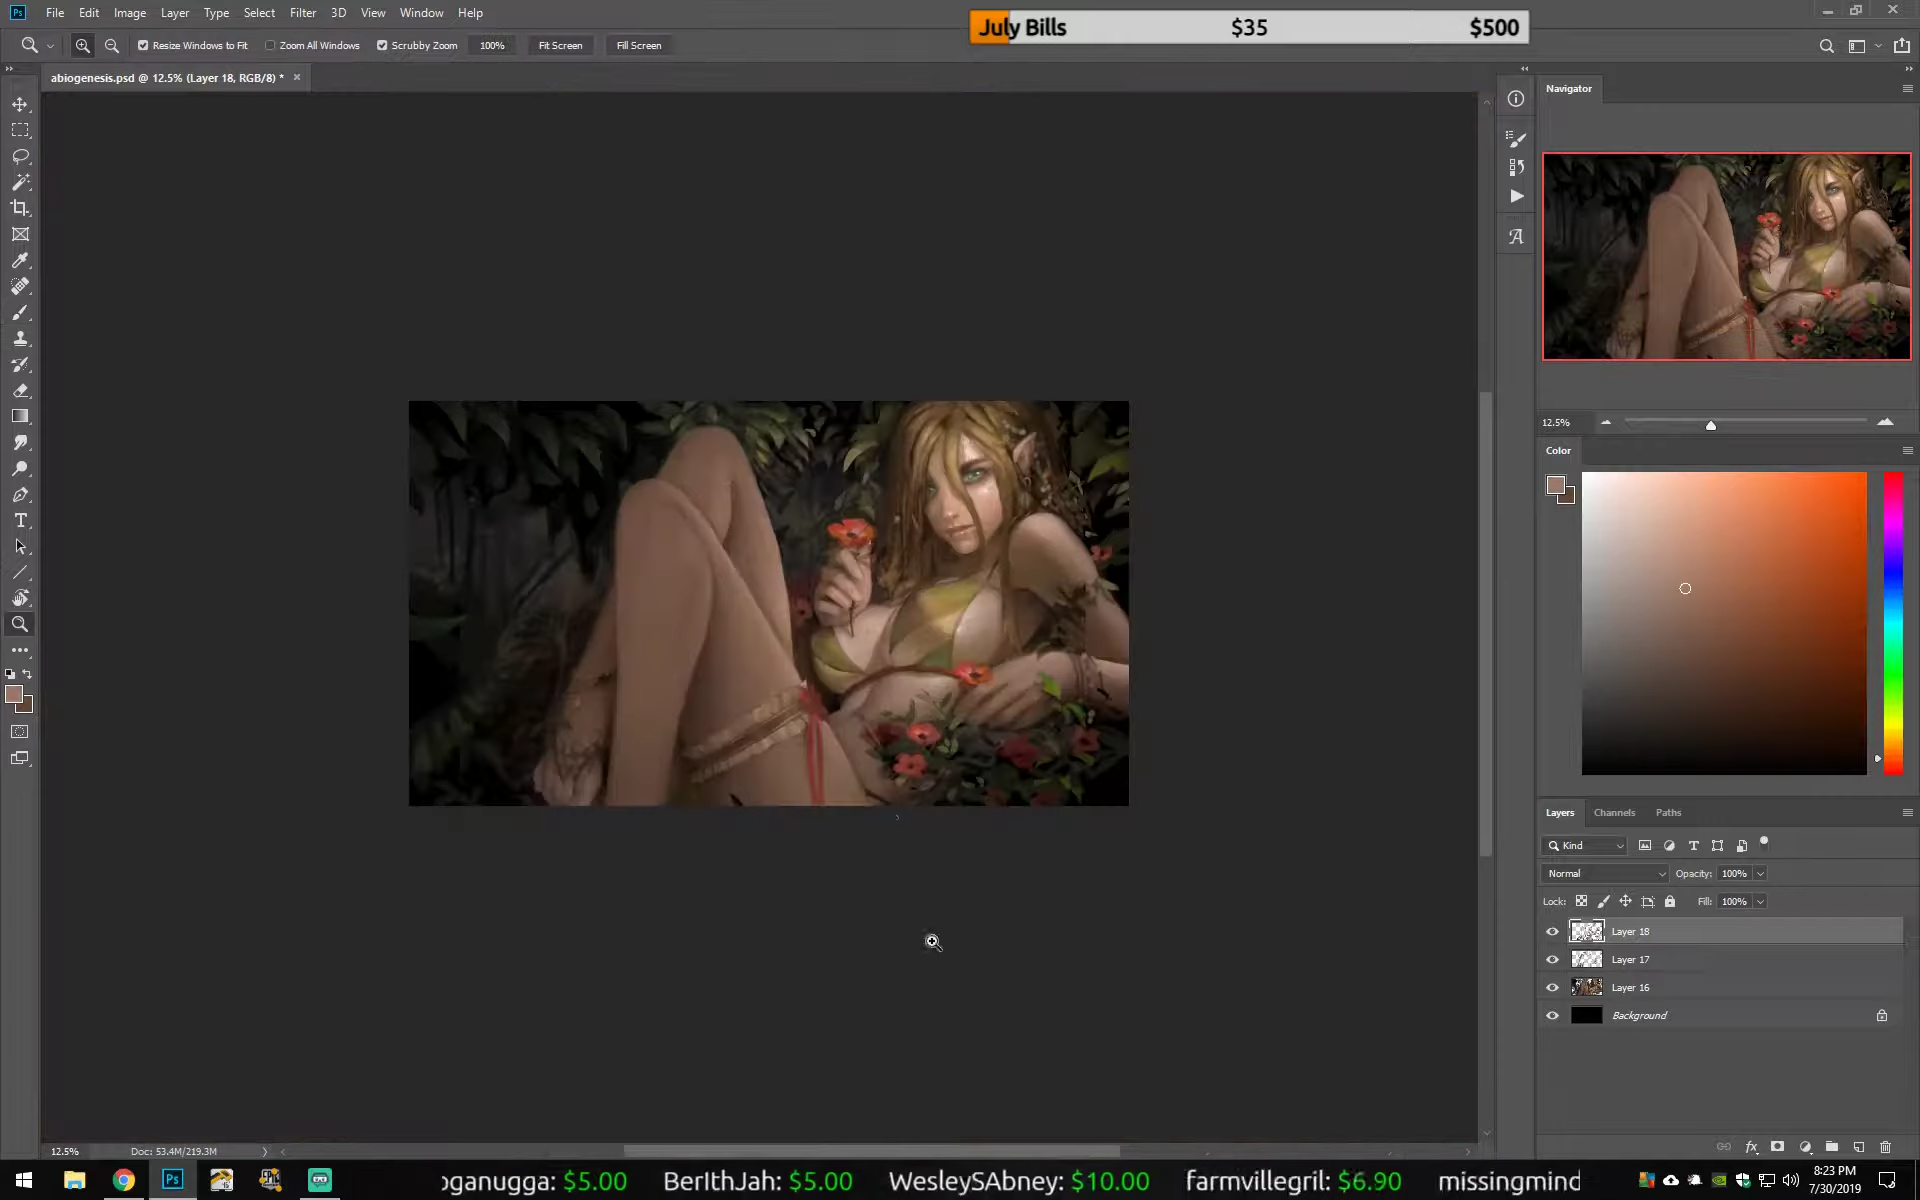 File Edit Image Layer Type Select Filter 3D View Window Help
July Bills $35 $500
Resize Windows to Fit Zoom All Windows Scrubby Zoom 100% Fit Screen Fill Screen
abiogenesis.psd @ 12.5% (Layer 18, RGB/8) *
Navigator
12.5%
Color
Layers Channels Paths
Kind
Normal Opacity: 100%
Lock: Fill: 100%
Layer 18
Layer 17
Layer 16
Background
12.5% Doc: 53.4M/219.3M
oganugga: $5.00 BerIthJah: $5.00 WesleySAbney: $10.00 farmvillegril: $6.90 missingmind
8:23 PM
7/30/2019